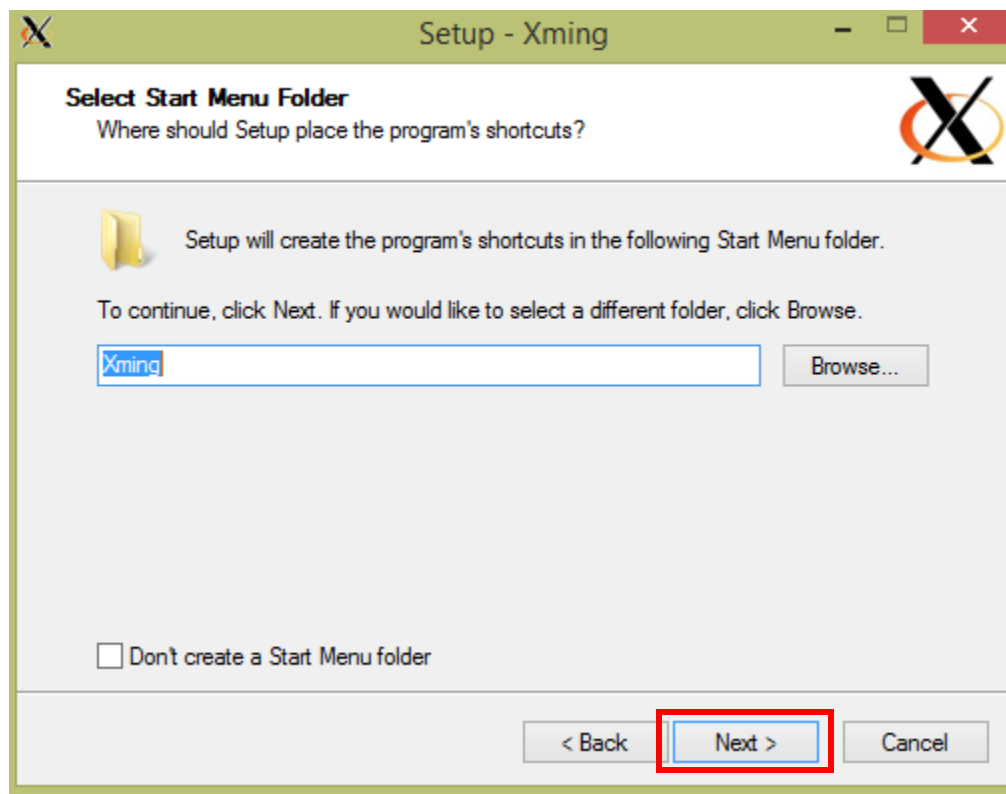 Setup - Xming
Select Start Menu Folder
Where should Setup place the program's shortcuts?
Setup will create the program's shortcuts in the following Start Menu folder.
To continue, click Next. If you would like to select a different folder, click Browse.
Xming
Browse...
Don't create a Start Menu folder
< Back
Next >
Cancel